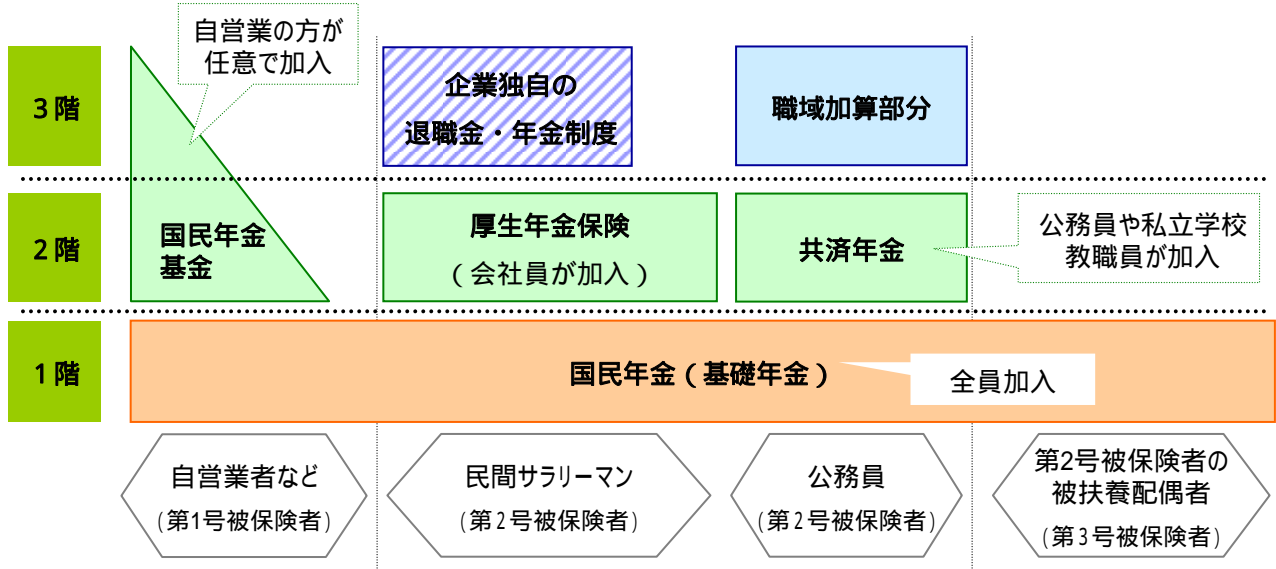 自営業の方が
任意で加入
3階
企業独自の
退職金・年金制度
職域加算部分
2階
国民年金
基金
厚生年金保険
(会社員が加入)
共済年金
公務員や私立学校
教職員が加入
1階
国民年金(基礎年金)
全員加入
自営業者など
(第1号被保険者)
民間サラリーマン
(第2号被保険者)
公務員
(第2号被保険者)
第2号被保険者の
被扶養配偶者
(第3号被保険者)